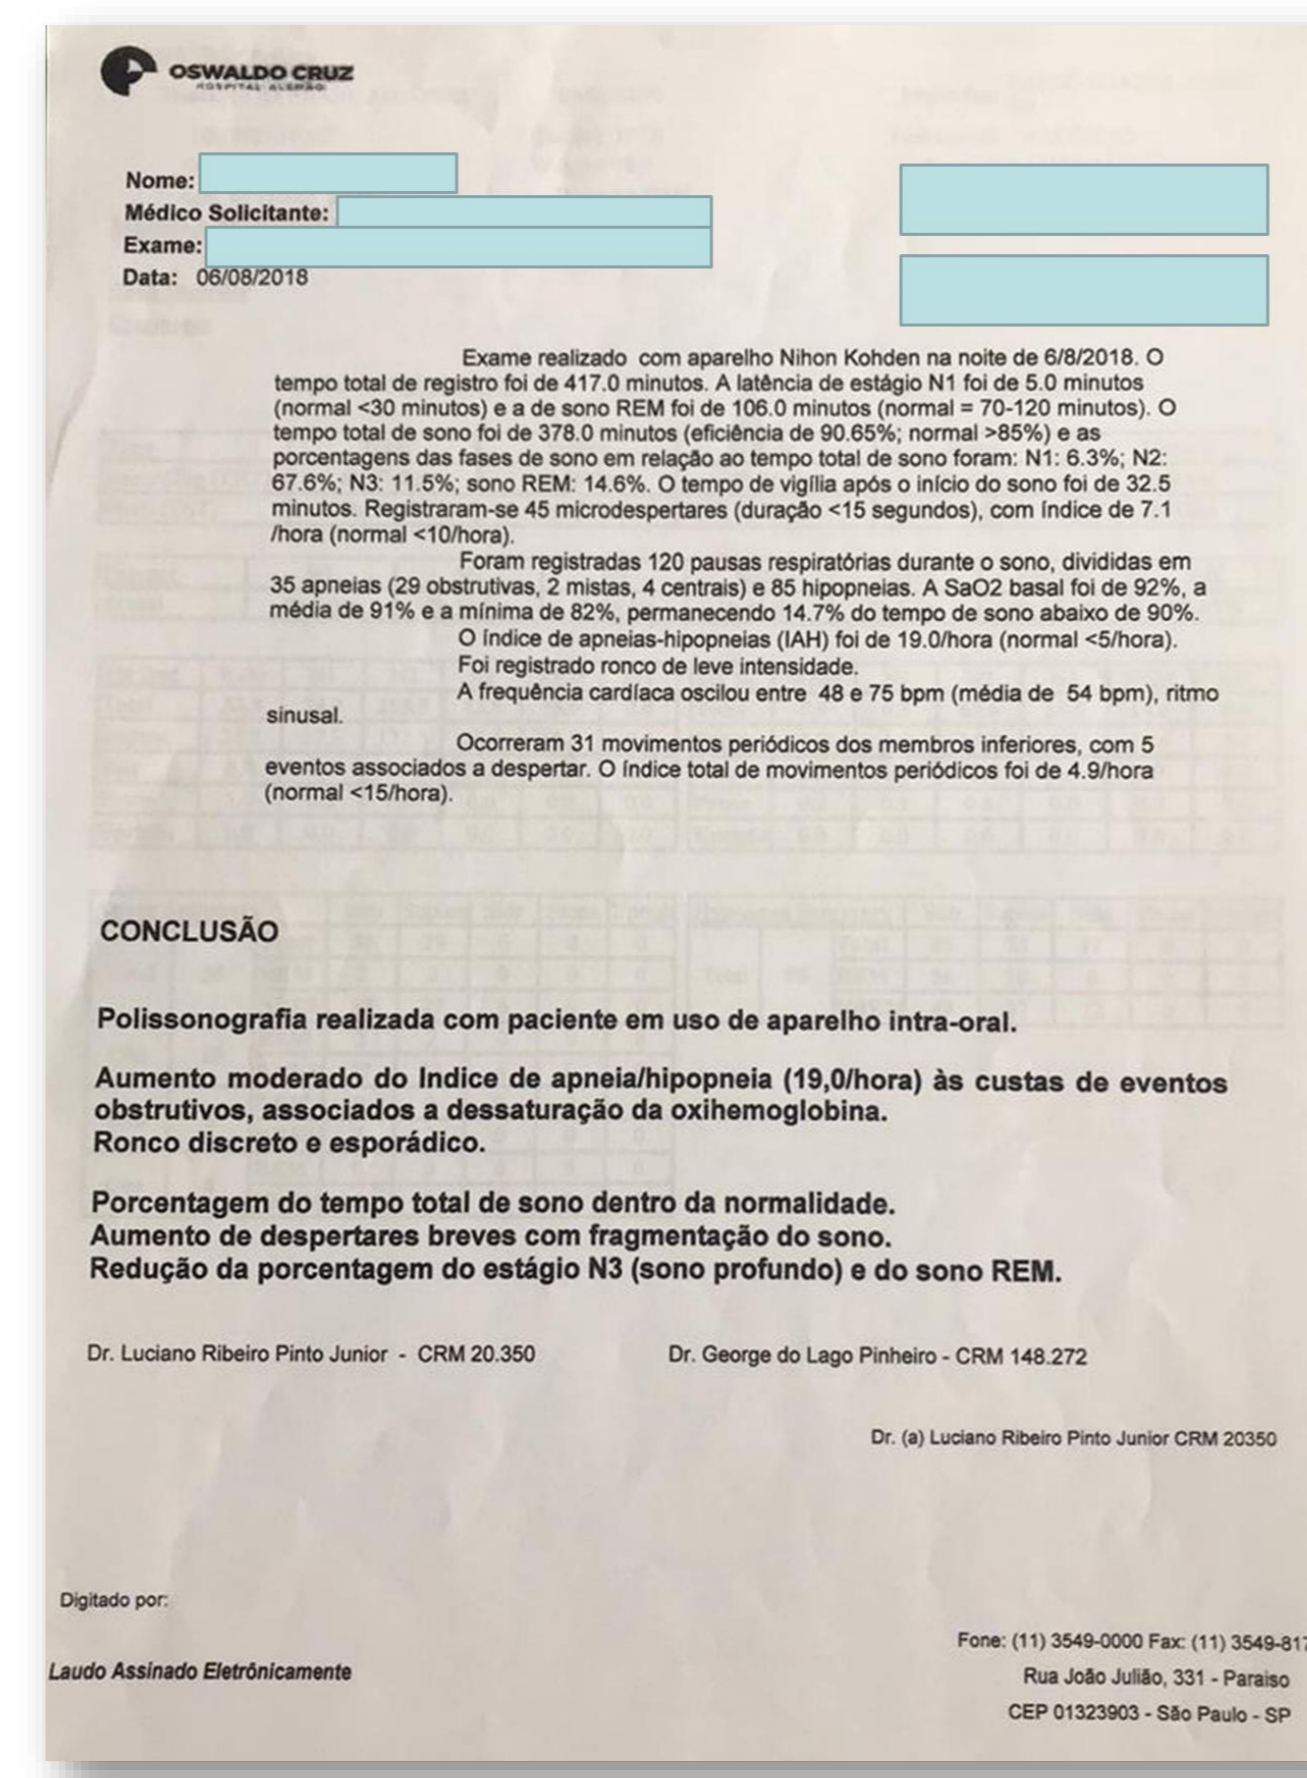 OSWALDO CRUZ
HOSPITAL ALEMÃO
Nome:
Médico Solicitante:
Exame:
Data: 06/08/2018
Exame realizado com aparelho Nihon Kohden na noite de 6/8/2018. O
tempo total de registro foi de 417.0 minutos. A latência de estágio N1 foi de 5.0 minutos
(normal <30 minutos) e a de sono REM foi de 106.0 minutos (normal = 70-120 minutos). O
tempo total de sono foi de 378.0 minutos (eficiência de 90.65%; normal >85%) e as
porcentagens das fases de sono em relação ao tempo total de sono foram: N1: 6.3%; N2:
67.6%; N3: 11.5%; sono REM: 14.6%. O tempo de vigília após o início do sono foi de 32.5
minutos. Registraram-se 45 microdespertares (duração <15 segundos), com índice de 7.1
/hora (normal <10/hora).
Foram registradas 120 pausas respiratórias durante o sono, divididas em
35 apneias (29 obstrutivas, 2 mistas, 4 centrais) e 85 hipopneias. A SaO2 basal foi de 92%, a
média de 91% e a mínima de 82%, permanecendo 14.7% do tempo de sono abaixo de 90%.
O índice de apneias-hipopneias (IAH) foi de 19.0/hora (normal <5/hora).
Foi registrado ronco de leve intensidade.
A frequência cardíaca oscilou entre 48 e 75 bpm (média de 54 bpm), ritmo
sinusal.
Ocorreram 31 movimentos periódicos dos membros inferiores, com 5
eventos associados a despertar. O índice total de movimentos periódicos foi de 4.9/hora
(normal <15/hora).
CONCLUSÃO
Polissonografia realizada com paciente em uso de aparelho intra-oral.
Aumento moderado do Indice de apneia/hipopneia (19,0/hora) às custas de eventos
obstrutivos, associados a dessaturação da oxihemoglobina.
Ronco discreto e esporádico.
Porcentagem do tempo total de sono dentro da normalidade.
Aumento de despertares breves com fragmentação do sono.
Redução da porcentagem do estágio N3 (sono profundo) e do sono REM.
Dr. Luciano Ribeiro Pinto Junior - CRM 20.350 Dr. George do Lago Pinheiro - CRM 148.272
Dr. (a) Luciano Ribeiro Pinto Junior CRM 20350
Digitado por:
Fone: (11) 3549-0000 Fax: (11) 3549-817
Laudo Assinado Eletrônicamente
Rua João Julião, 331 - Paraiso
CEP 01323903 - São Paulo - SP